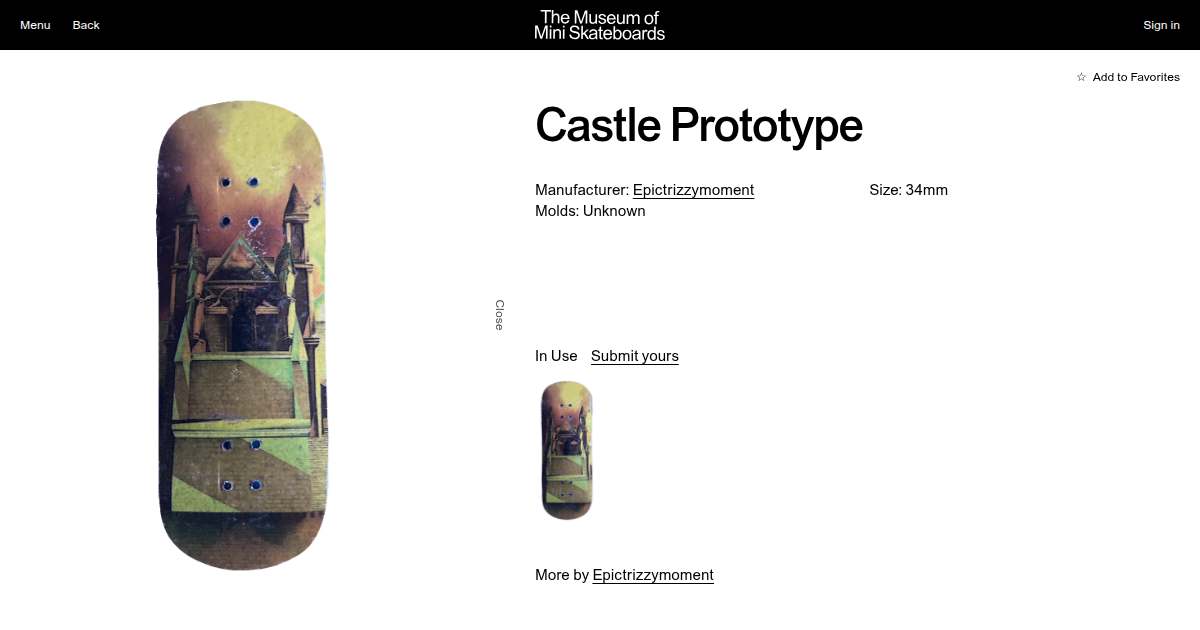 Menu
Back
The Museum of
Mini Skateboards
Sign in
☆ Add to Favorites
Castle Prototype
Manufacturer: Epictrizzymoment
Size: 34mm
Molds: Unknown
Close
In Use
Submit yours
More by Epictrizzymoment